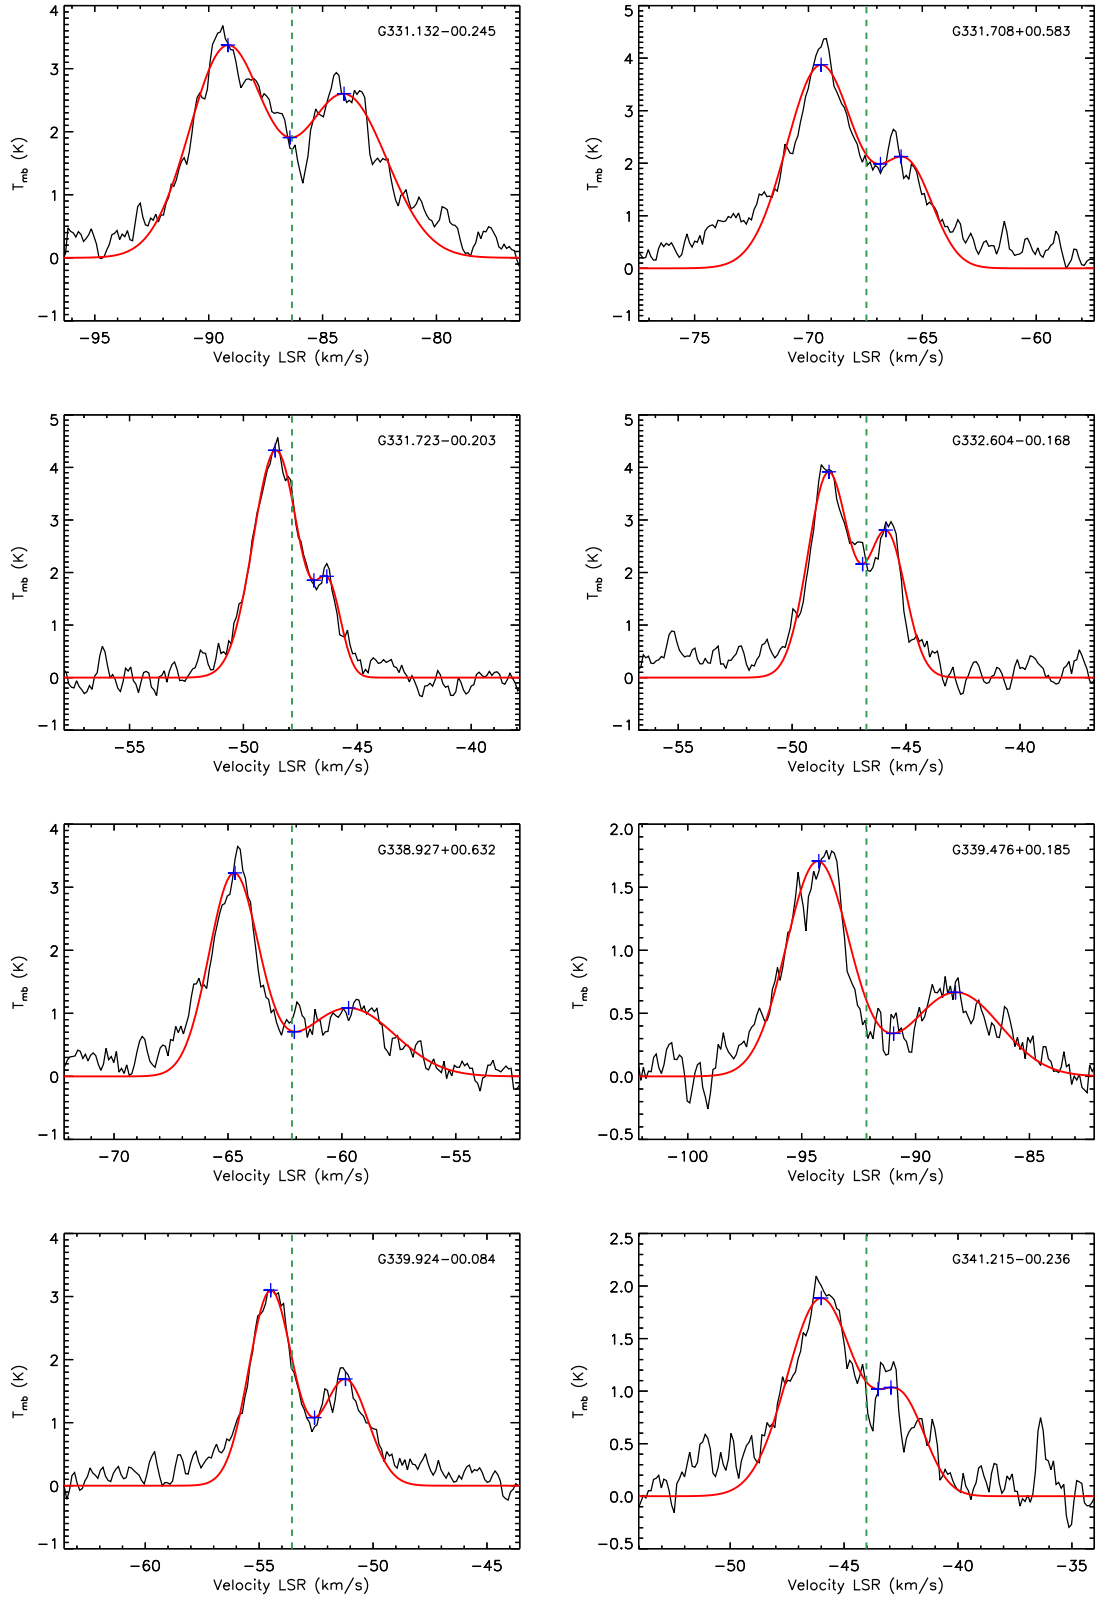 G331.132−00.245
T_mb (K)
4
3
2
1
0
−1
−95 −90 −85 −80
Velocity LSR (km/s)
G331.708+00.583
T_mb (K)
5
4
3
2
1
0
−1
−75 −70 −65 −60
Velocity LSR (km/s)
G331.723−00.203
T_mb (K)
5
4
3
2
1
0
−1
−55 −50 −45 −40
Velocity LSR (km/s)
G332.604−00.168
T_mb (K)
5
4
3
2
1
0
−1
−55 −50 −45 −40
Velocity LSR (km/s)
G338.927+00.632
T_mb (K)
4
3
2
1
0
−1
−70 −65 −60 −55
Velocity LSR (km/s)
G339.476+00.185
T_mb (K)
2.0
1.5
1.0
0.5
0.0
−0.5
−100 −95 −90 −85
Velocity LSR (km/s)
G339.924−00.084
T_mb (K)
4
3
2
1
0
−1
−60 −55 −50 −45
Velocity LSR (km/s)
G341.215−00.236
T_mb (K)
2.5
2.0
1.5
1.0
0.5
0.0
−0.5
−50 −45 −40 −35
Velocity LSR (km/s)